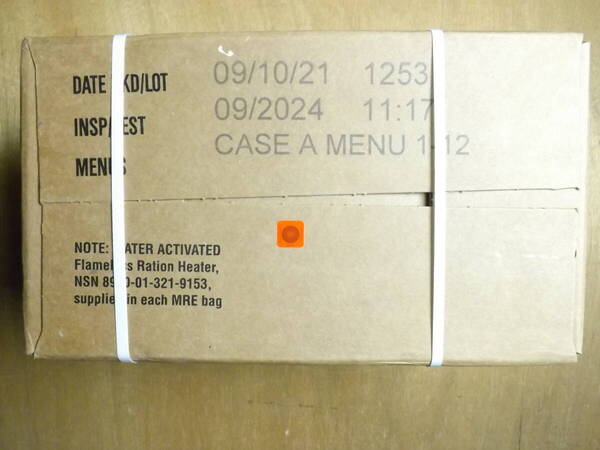 DATE PKD/LOT 09/10/21 1253
INSP/TEST 09/2024 11:17
MENUS CASE A MENU 1-12
NOTE: WATER ACTIVATED
Flameless Ration Heater,
NSN 8970-01-321-9153,
supplied in each MRE bag